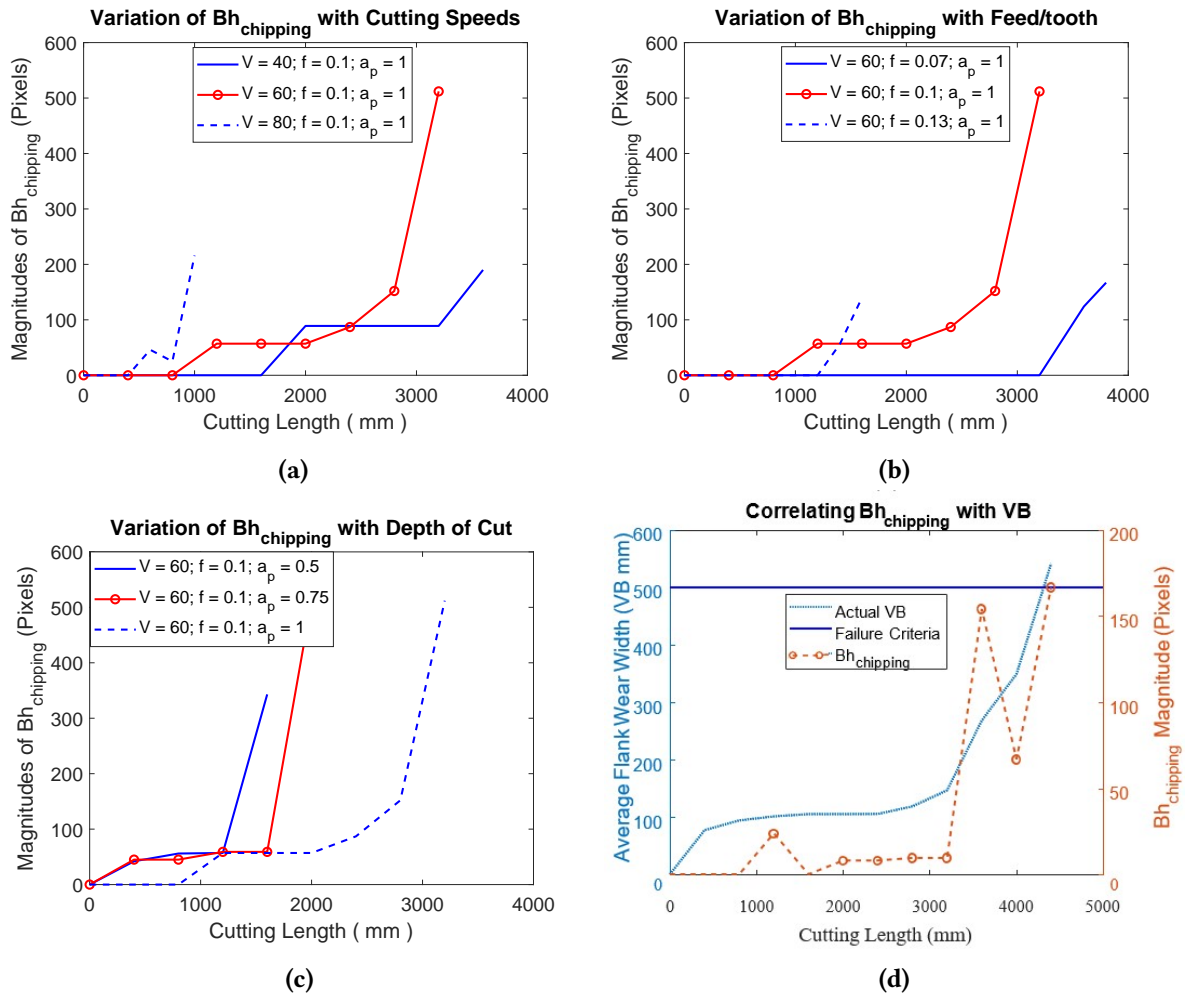 Variation of Bh_chipping with Cutting Speeds
600
500
400
300
200
100
0
Magnitudes of Bh_chipping (Pixels)
V = 40; f = 0.1; a_p = 1
V = 60; f = 0.1; a_p = 1
V = 80; f = 0.1; a_p = 1
0 1000 2000 3000 4000
Cutting Length ( mm )
(a)
Variation of Bh_chipping with Feed/tooth
600
500
400
300
200
100
0
Magnitudes of Bh_chipping (Pixels)
V = 60; f = 0.07; a_p = 1
V = 60; f = 0.1; a_p = 1
V = 60; f = 0.13; a_p = 1
0 1000 2000 3000 4000
Cutting Length ( mm )
(b)
Variation of Bh_chipping with Depth of Cut
600
500
400
300
200
100
0
Magnitudes of Bh_chipping (Pixels)
V = 60; f = 0.1; a_p = 0.5
V = 60; f = 0.1; a_p = 0.75
V = 60; f = 0.1; a_p = 1
0 1000 2000 3000 4000
Cutting Length ( mm )
(c)
Correlating Bh_chipping with VB
600
500
400
300
200
100
0
Average Flank Wear Width (VB mm)
Actual VB
Failure Criteria
Bh_chipping
200
150
100
50
0
Bh_chipping Magnitude (Pixels)
0 1000 2000 3000 4000 5000
Cutting Length (mm)
(d)